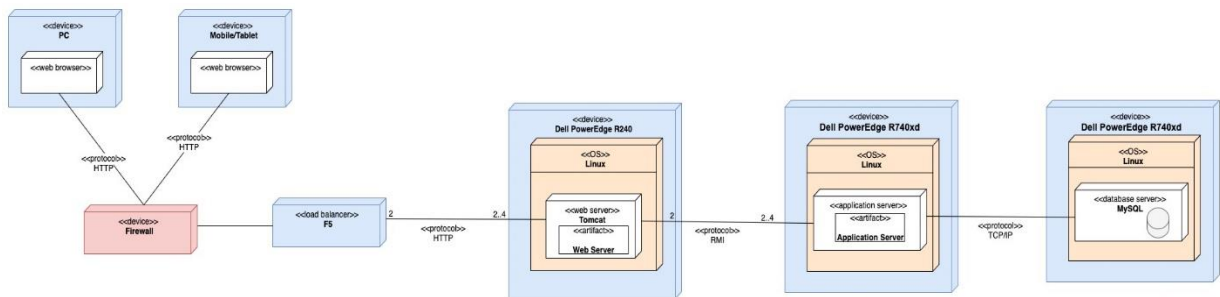 <<device>>
PC
<<web browser>>
<<device>>
Mobile/Tablet
<<web browser>>
<<protocol>>
HTTP
<<protocol>>
HTTP
<<device>>
Firewall
<<load balancer>>
F5
2
2..4
<<protocol>>
HTTP
<<device>>
Dell PowerEdge R240
<<OS>>
Linux
<<web server>>
Tomcat
<<artifact>>
Web Server
2
2..4
<<protocol>>
RMI
<<device>>
Dell PowerEdge R740xd
<<OS>>
Linux
<<application server>>
<<artifact>>
Application Server
<<protocol>>
TCP/IP
<<device>>
Dell PowerEdge R740xd
<<OS>>
Linux
<<database server>>
MySQL